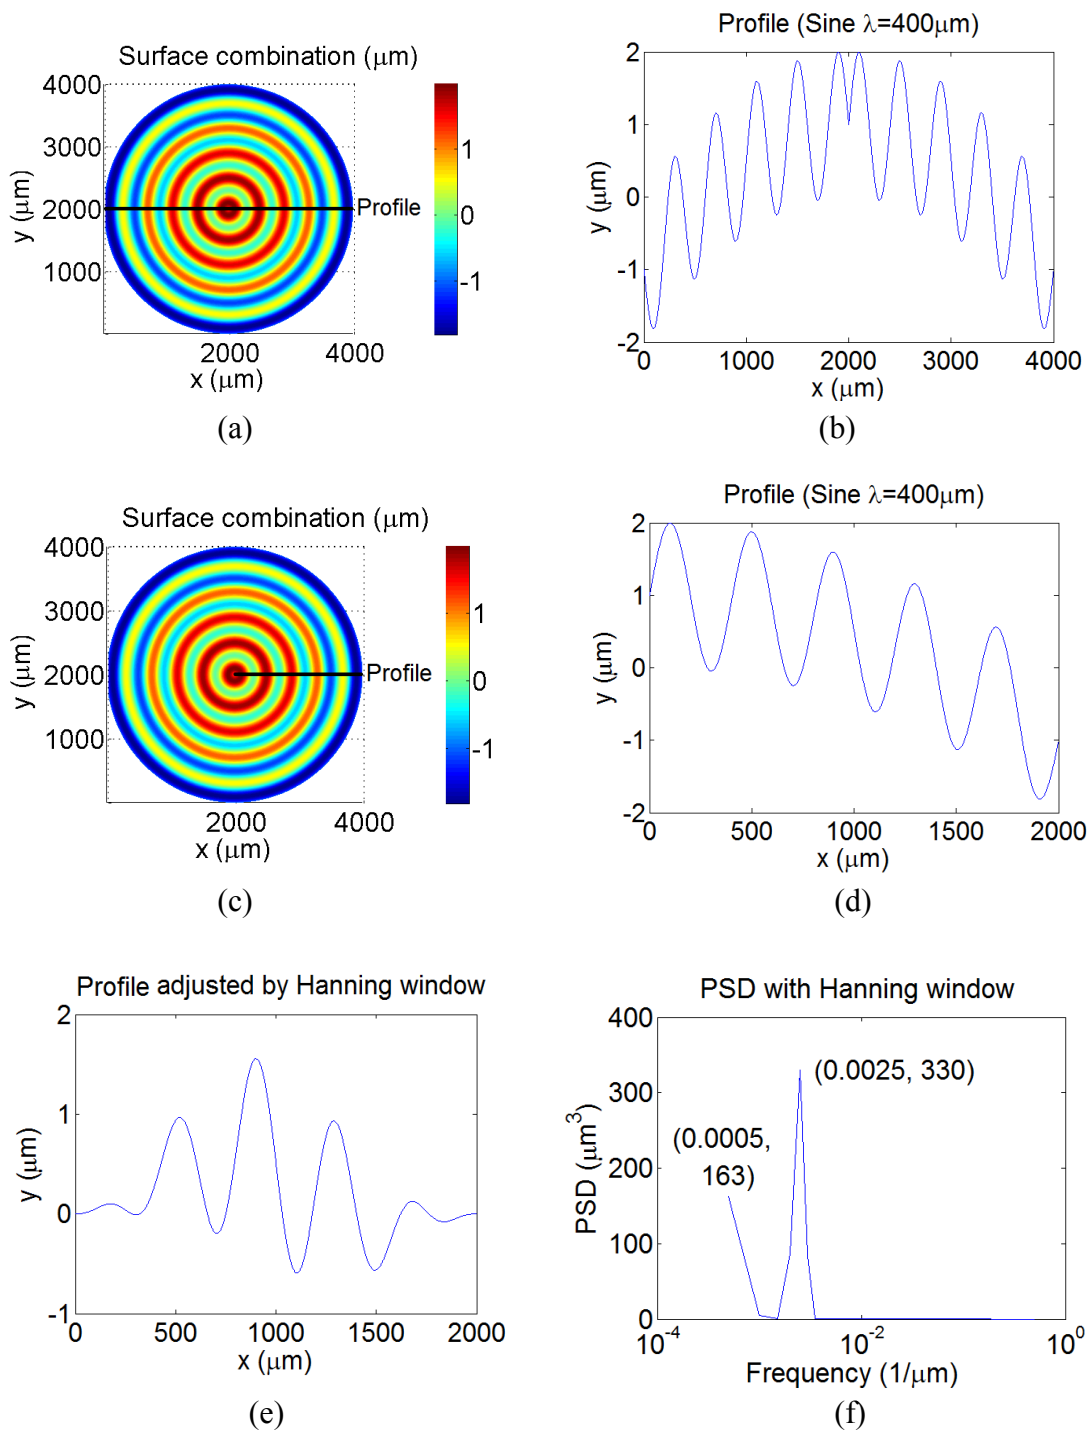 Surface combination (μm)
4000
3000
2000
1000
y (μm)
2000
4000
x (μm)
Profile
1
0
-1
(a)
Profile (Sine λ=400μm)
2
1
0
-1
-2
y (μm)
0
1000
2000
3000
4000
x (μm)
(b)
Surface combination (μm)
4000
3000
2000
1000
y (μm)
2000
4000
x (μm)
Profile
1
0
-1
(c)
Profile (Sine λ=400μm)
2
1
0
-1
-2
y (μm)
0
500
1000
1500
2000
x (μm)
(d)
Profile adjusted by Hanning window
2
1
0
-1
y (μm)
0
500
1000
1500
2000
x (μm)
(e)
PSD with Hanning window
400
300
200
100
0
PSD (μm³)
(0.0025, 330)
(0.0005,
163)
10⁻⁴
10⁻²
10⁰
Frequency (1/μm)
(f)